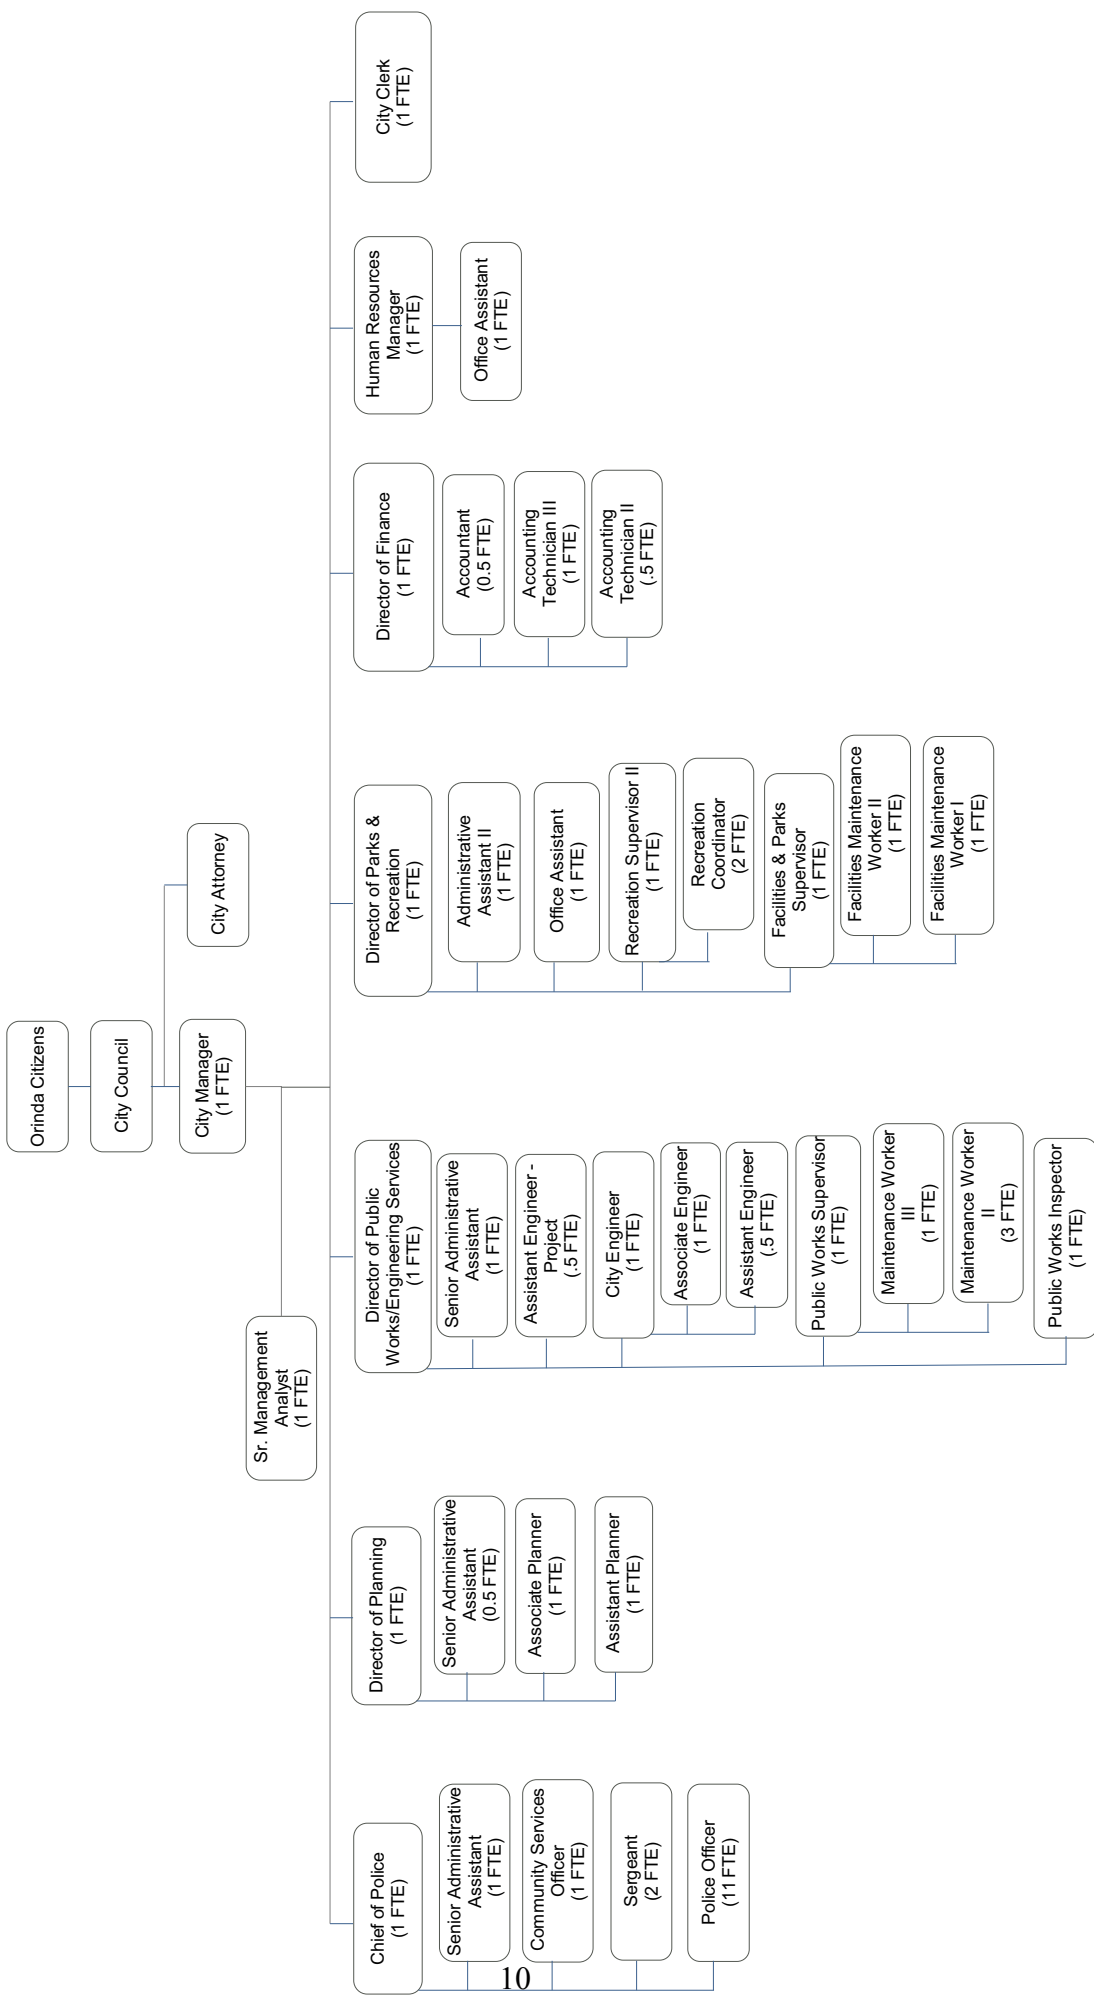 Orinda Citizens
City Council
City Manager
(1 FTE)
City Attorney
Sr. Management
Analyst
(1 FTE)
Chief of Police
(1 FTE)
Senior Administrative
Assistant
(1 FTE)
Community Services
Officer
(1 FTE)
Sergeant
(2 FTE)
Police Officer
(11 FTE)
Director of Planning
(1 FTE)
Senior Administrative
Assistant
(0.5 FTE)
Associate Planner
(1 FTE)
Assistant Planner
(1 FTE)
Director of Public
Works/Engineering Services
(1 FTE)
Senior Administrative
Assistant
(1 FTE)
Assistant Engineer -
Project
(.5 FTE)
City Engineer
(1 FTE)
Associate Engineer
(1 FTE)
Assistant Engineer
(.5 FTE)
Public Works Supervisor
(1 FTE)
Maintenance Worker
III
(1 FTE)
Maintenance Worker
II
(3 FTE)
Public Works Inspector
(1 FTE)
Director of Parks &
Recreation
(1 FTE)
Administrative
Assistant II
(1 FTE)
Office Assistant
(1 FTE)
Recreation Supervisor II
(1 FTE)
Recreation
Coordinator
(2 FTE)
Facilities & Parks
Supervisor
(1 FTE)
Facilities Maintenance
Worker II
(1 FTE)
Facilities Maintenance
Worker I
(1 FTE)
Director of Finance
(1 FTE)
Accountant
(0.5 FTE)
Accounting
Technician III
(1 FTE)
Accounting
Technician II
(.5 FTE)
Human Resources
Manager
(1 FTE)
Office Assistant
(1 FTE)
City Clerk
(1 FTE)
10